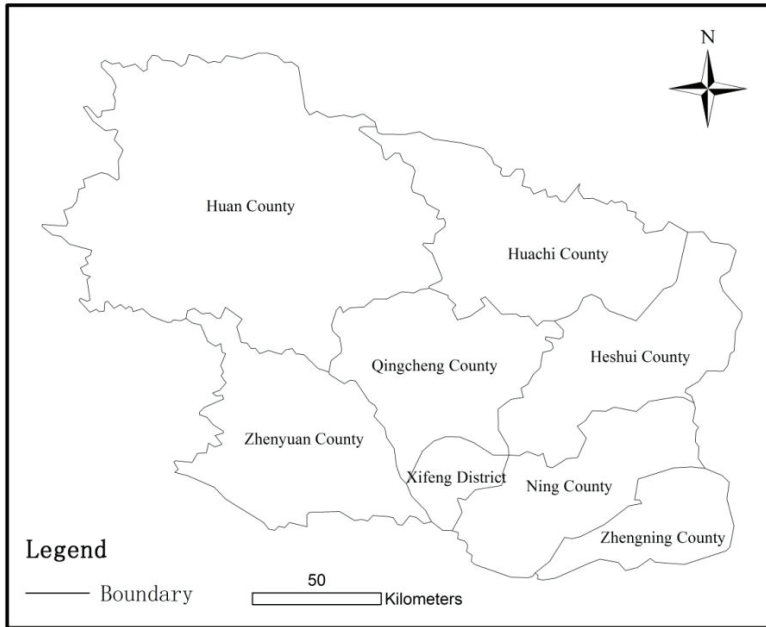 N
Huan County
Huachi County
Heshui County
Qingcheng County
Zhenyuan County
Xifeng District
Ning County
Zhengning County
Legend
Boundary
50
Kilometers